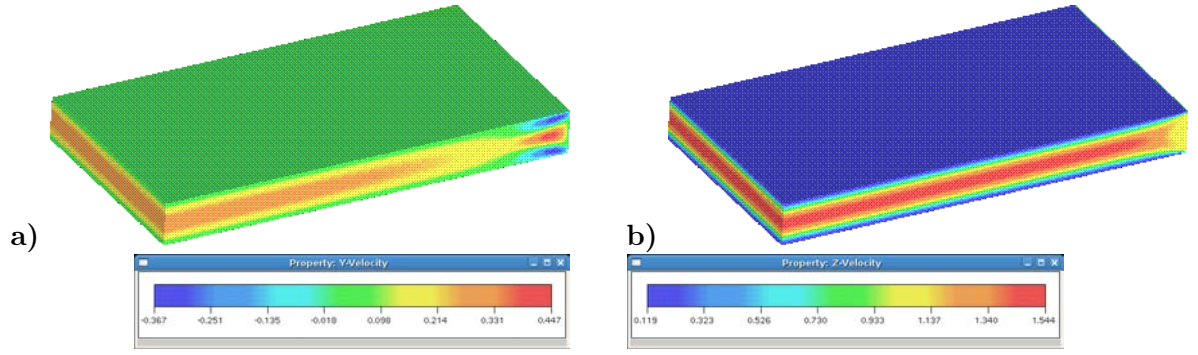 a)
b)
Property: Y-Velocity
-0.367 -0.251 -0.135 -0.018 0.098 0.214 0.331 0.447
Property: Z-Velocity
0.119 0.323 0.526 0.730 0.933 1.137 1.340 1.544